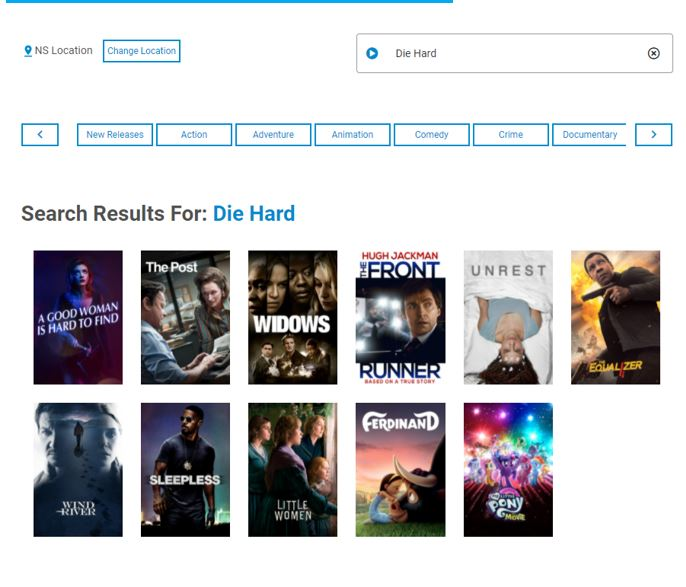 NS Location
Change Location
Die Hard
New Releases
Action
Adventure
Animation
Comedy
Crime
Documentary
Search Results For: Die Hard
A GOOD WOMAN
IS HARD TO FIND
The Post
WIDOWS
HUGH JACKMAN
THE FRONT
RUNNER
BASED ON A TRUE STORY
UNREST
THE
EQUALIZER
WIND
RIVER
SLEEPLESS
LITTLE
WOMEN
FERDINAND
my LITTLE
PONY
THE MOVIE